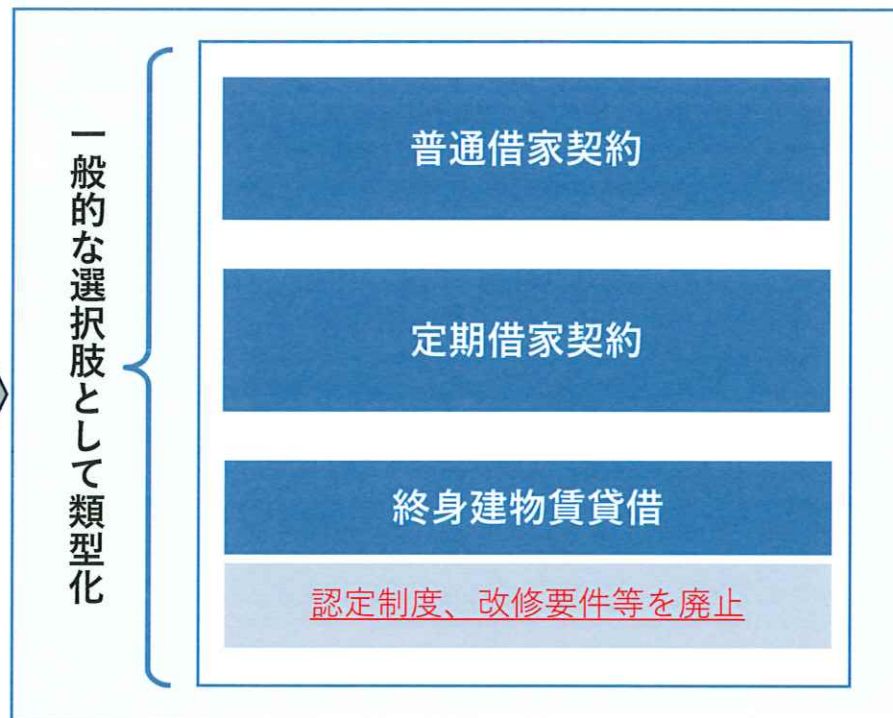 一般的な選択肢として類型化
普通借家契約
定期借家契約
終身建物賃貸借
認定制度、改修要件等を廃止